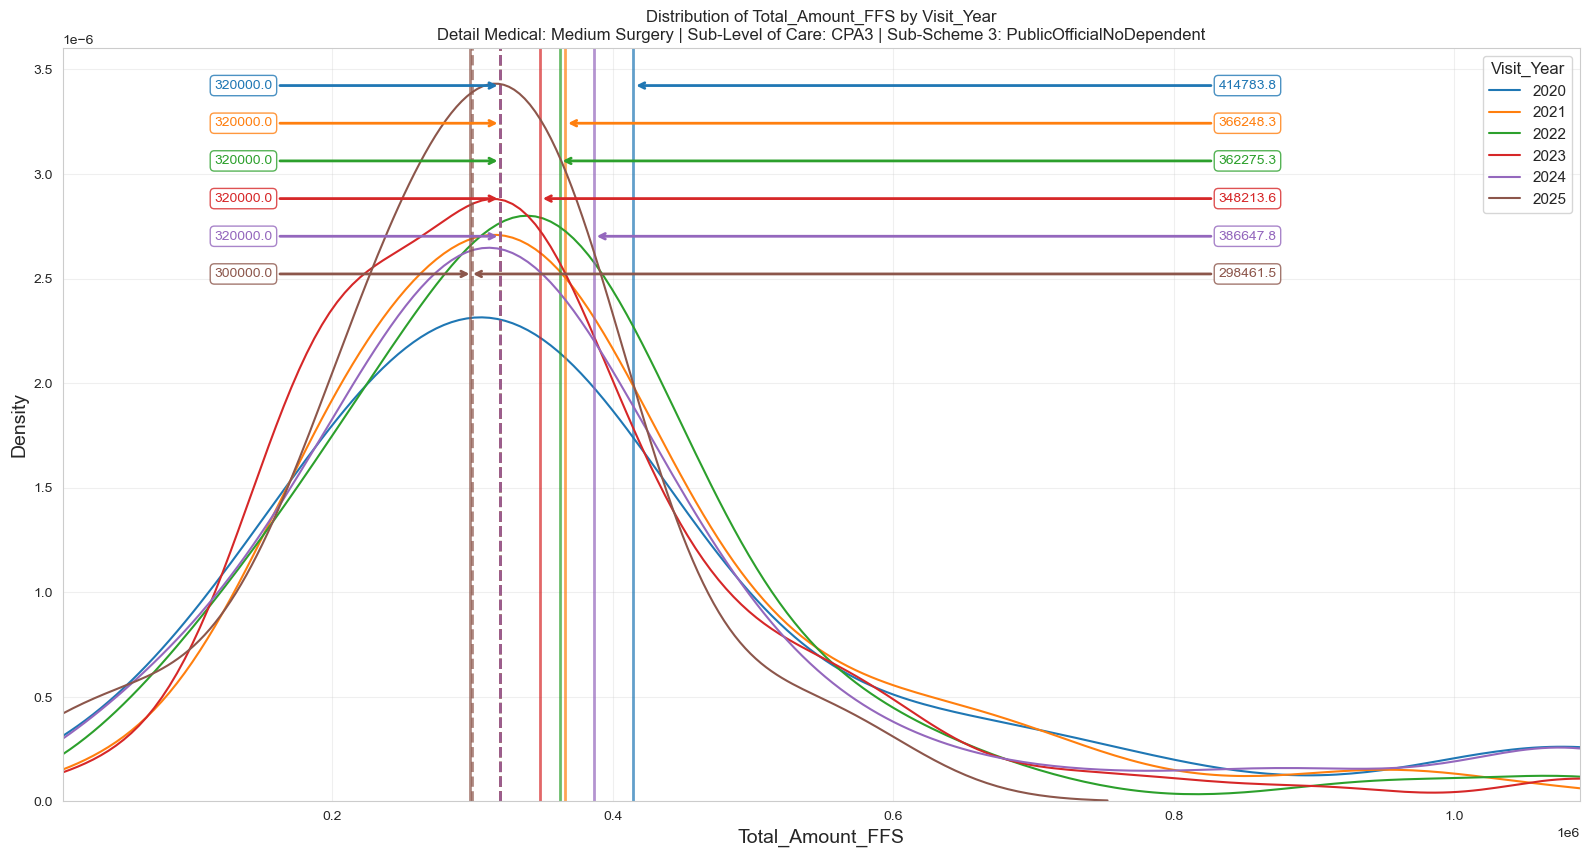 Distribution of Total_Amount_FFS by Visit_Year
Detail Medical: Medium Surgery | Sub-Level of Care: CPA3 | Sub-Scheme 3: PublicOfficialNoDependent
1e−6
3.5
3.0
2.5
2.0
1.5
1.0
0.5
0.0
Density
320000.0 414783.8
320000.0 366248.3
320000.0 362275.3
320000.0 348213.6
320000.0 386647.8
300000.0 298461.5
Visit_Year
2020
2021
2022
2023
2024
2025
0.2 0.4 0.6 0.8 1.0
1e6
Total_Amount_FFS